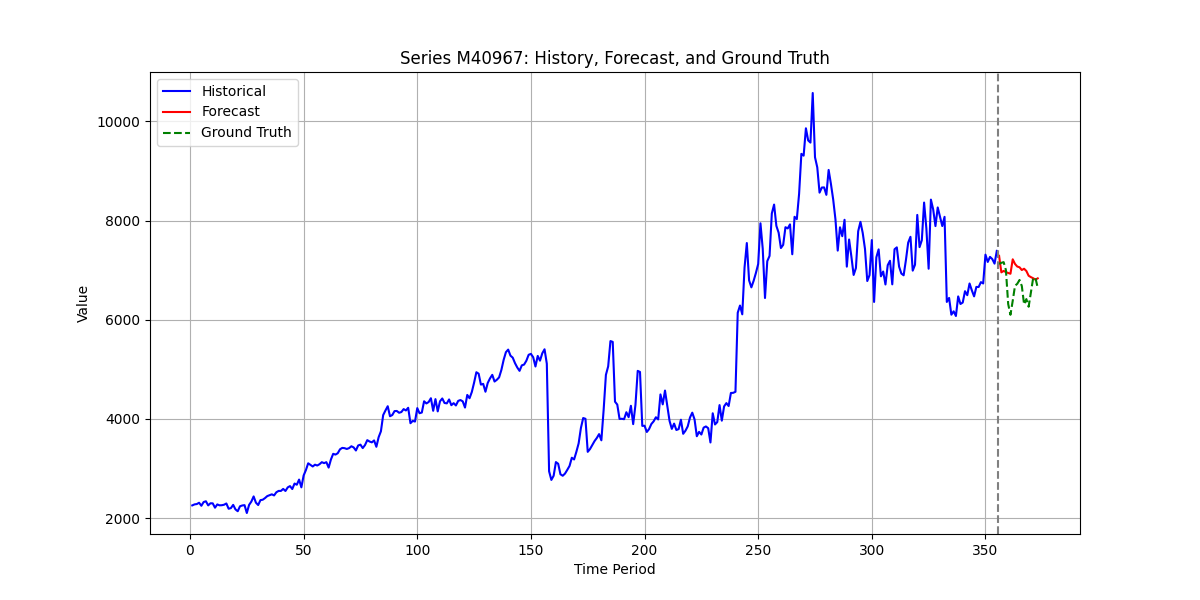 Series M40967: History, Forecast, and Ground Truth
Historical
Forecast
Ground Truth
10000
8000
6000
4000
2000
Value
0 50 100 150 200 250 300 350
Time Period